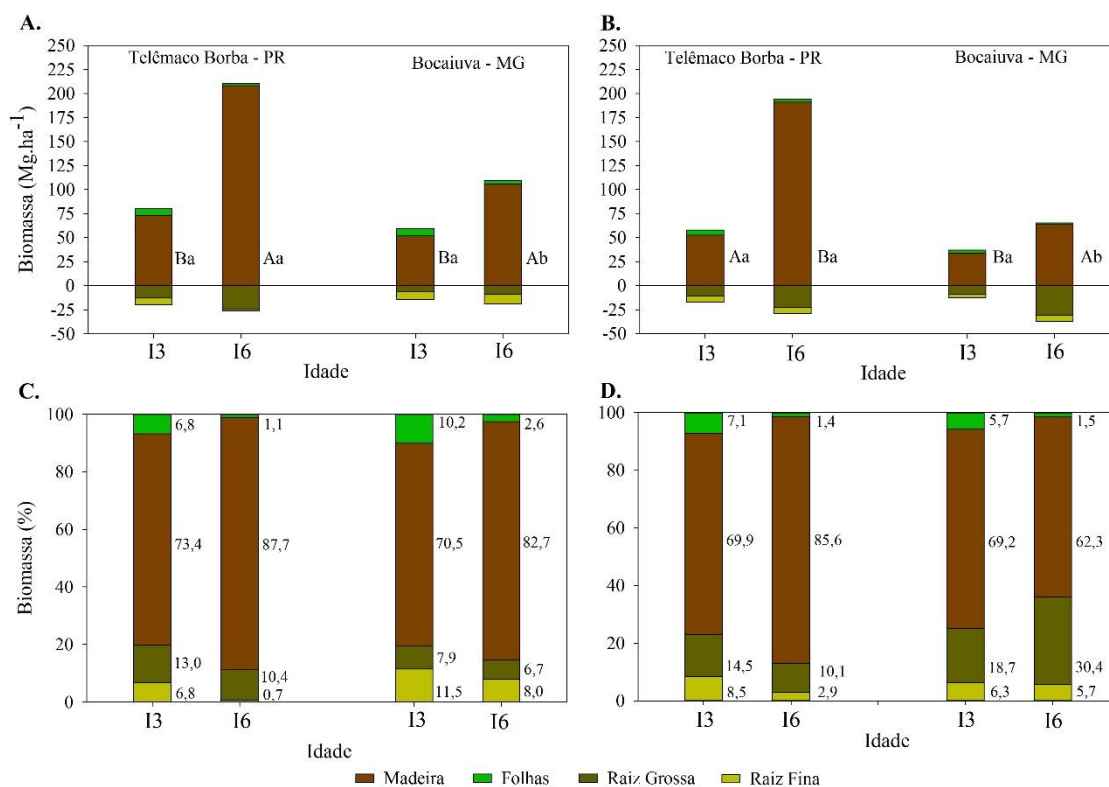 A.
Telêmaco Borba - PR
Bocaiuva - MG
Biomassa (Mg.ha-1)
250
225
200
175
150
125
100
75
50
25
0
-25
-50
Ba
Aa
Ba
Ab
I3
I6
I3
I6
Idade
B.
Telêmaco Borba - PR
Bocaiuva - MG
250
225
200
175
150
125
100
75
50
25
0
-25
-50
Aa
Ba
Ba
Ab
I3
I6
I3
I6
Idade
C.
Biomassa (%)
100
80
60
40
20
0
6,8
73,4
13,0
6,8
1,1
87,7
10,4
0,7
10,2
70,5
7,9
11,5
2,6
82,7
6,7
8,0
I3
I6
I3
I6
Idade
D.
100
80
60
40
20
0
7,1
69,9
14,5
8,5
1,4
85,6
10,1
2,9
5,7
69,2
18,7
6,3
1,5
62,3
30,4
5,7
I3
I6
I3
I6
Idade
Madeira Folhas Raiz Grossa Raiz Fina